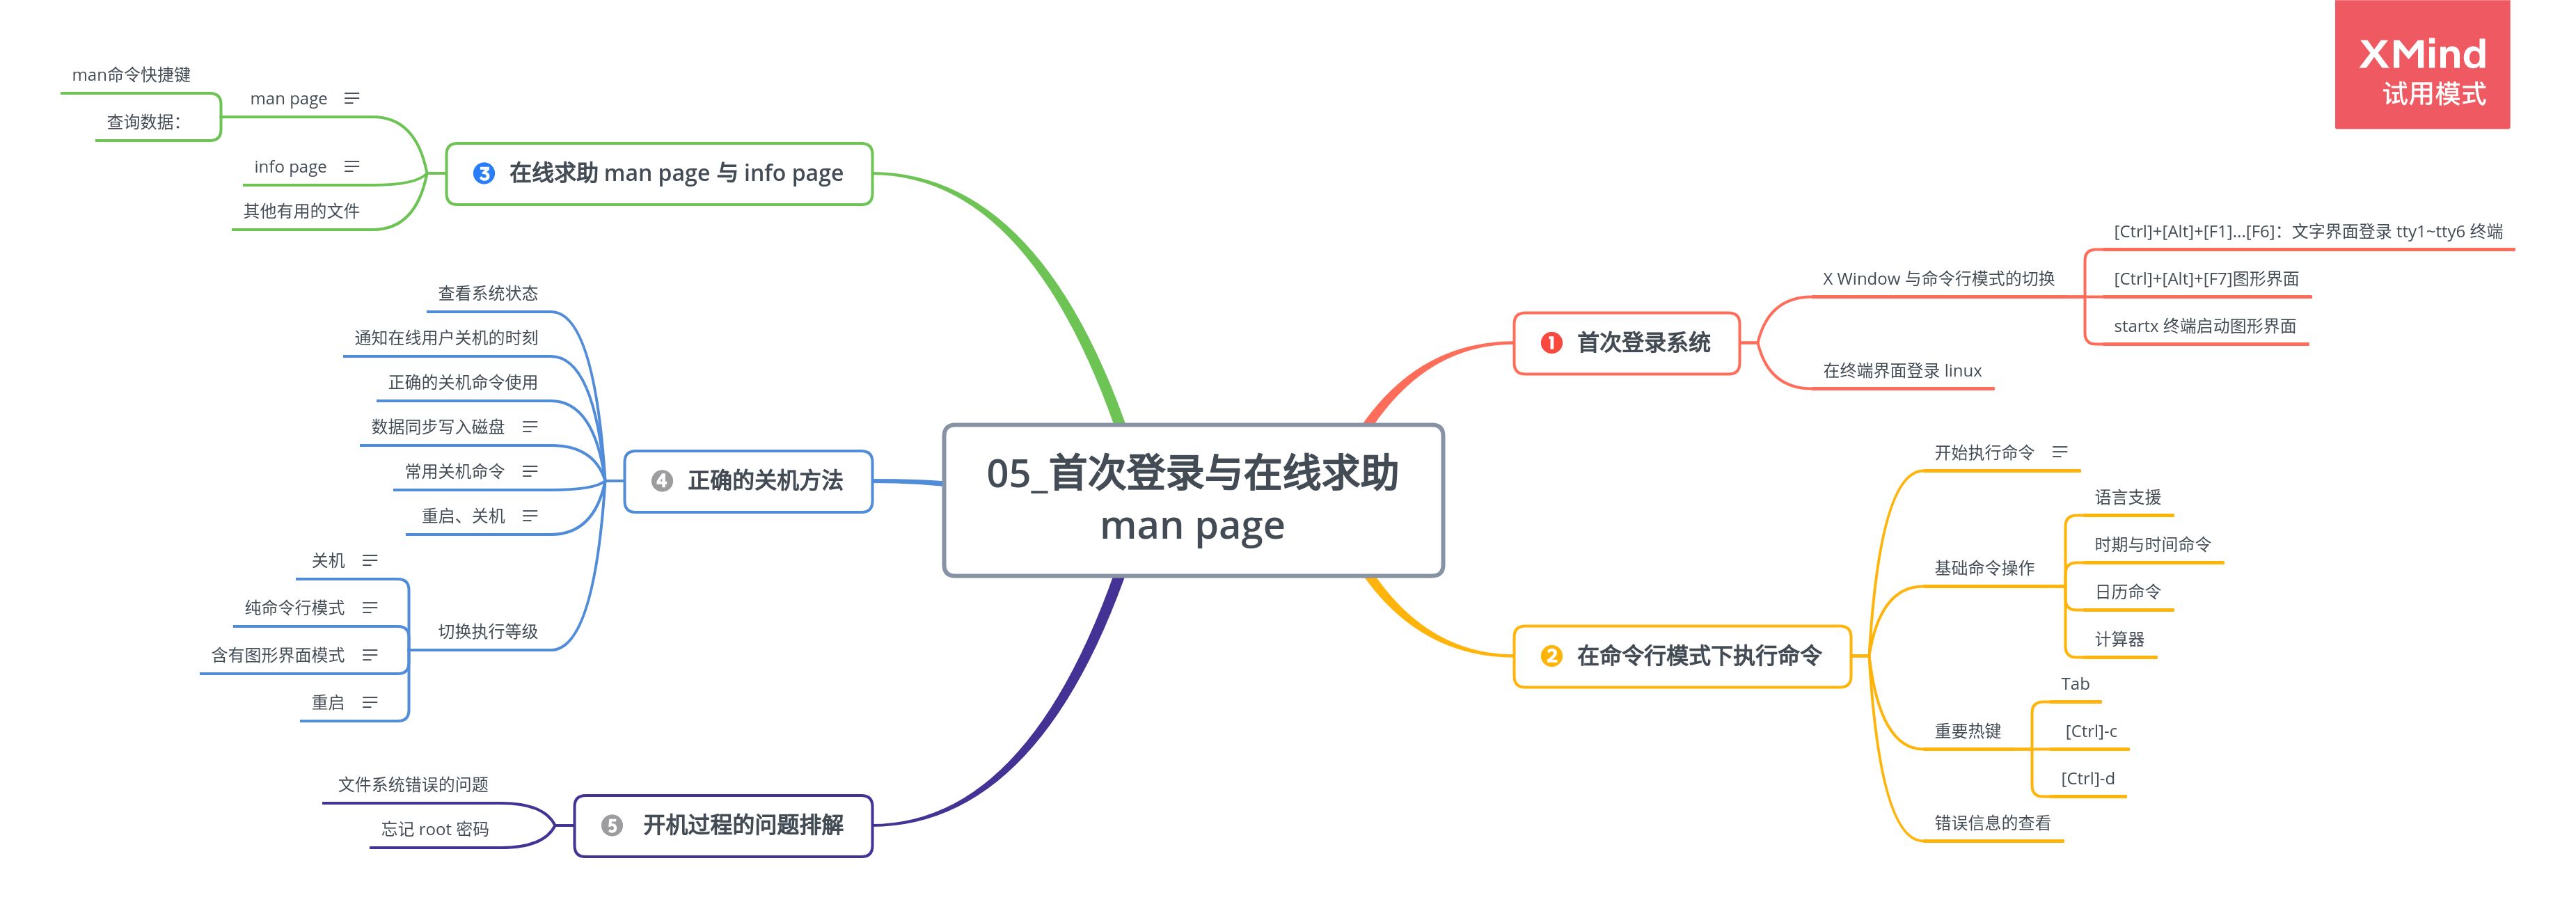 XMind
试用模式
05_首次登录与在线求助
man page
1 首次登录系统
X Window 与命令行模式的切换
[Ctrl]+[Alt]+[F1]...[F6]：文字界面登录 tty1~tty6 终端
[Ctrl]+[Alt]+[F7]图形界面
startx 终端启动图形界面
在终端界面登录 linux
2 在命令行模式下执行命令
开始执行命令
基础命令操作
语言支援
时期与时间命令
日历命令
计算器
重要热键
Tab
[Ctrl]-c
[Ctrl]-d
错误信息的查看
3 在线求助 man page 与 info page
man page
man命令快捷键
查询数据：
info page
其他有用的文件
4 正确的关机方法
查看系统状态
通知在线用户关机的时刻
正确的关机命令使用
数据同步写入磁盘
常用关机命令
重启、关机
切换执行等级
关机
纯命令行模式
含有图形界面模式
重启
5 开机过程的问题排解
文件系统错误的问题
忘记 root 密码